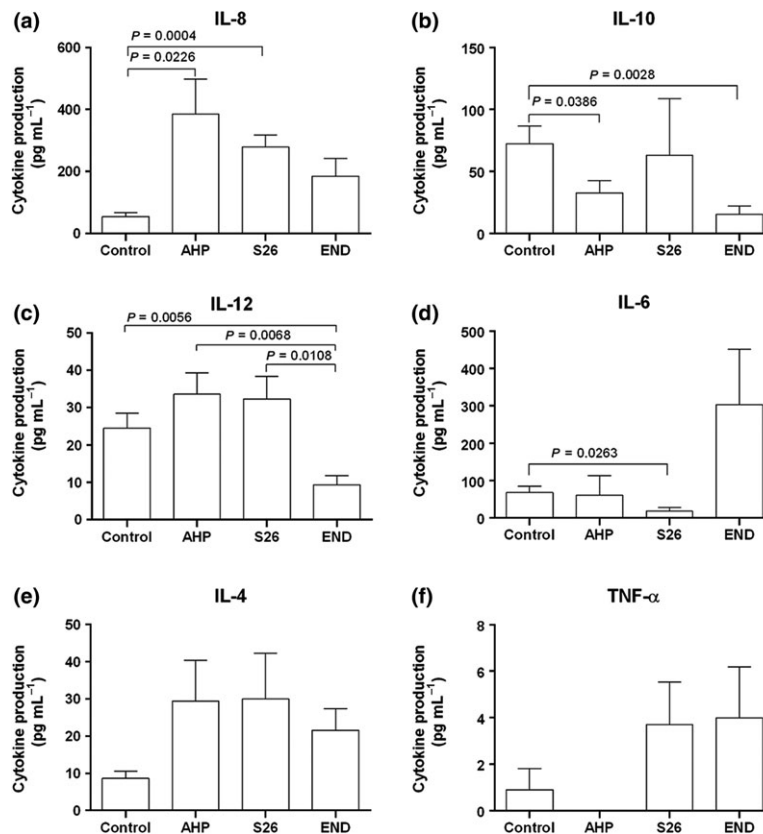 (a)
IL-8
Cytokine production
(pg mL⁻¹)
600
400
200
0
P = 0.0004
P = 0.0226
Control AHP S26 END
(b)
IL-10
Cytokine production
(pg mL⁻¹)
150
100
50
0
P = 0.0028
P = 0.0386
Control AHP S26 END
(c)
IL-12
Cytokine production
(pg mL⁻¹)
50
40
30
20
10
0
P = 0.0056
P = 0.0068
P = 0.0108
Control AHP S26 END
(d)
IL-6
Cytokine production
(pg mL⁻¹)
500
400
300
200
100
0
P = 0.0263
Control AHP S26 END
(e)
IL-4
Cytokine production
(pg mL⁻¹)
50
40
30
20
10
0
Control AHP S26 END
(f)
TNF-α
Cytokine production
(pg mL⁻¹)
8
6
4
2
0
Control AHP S26 END